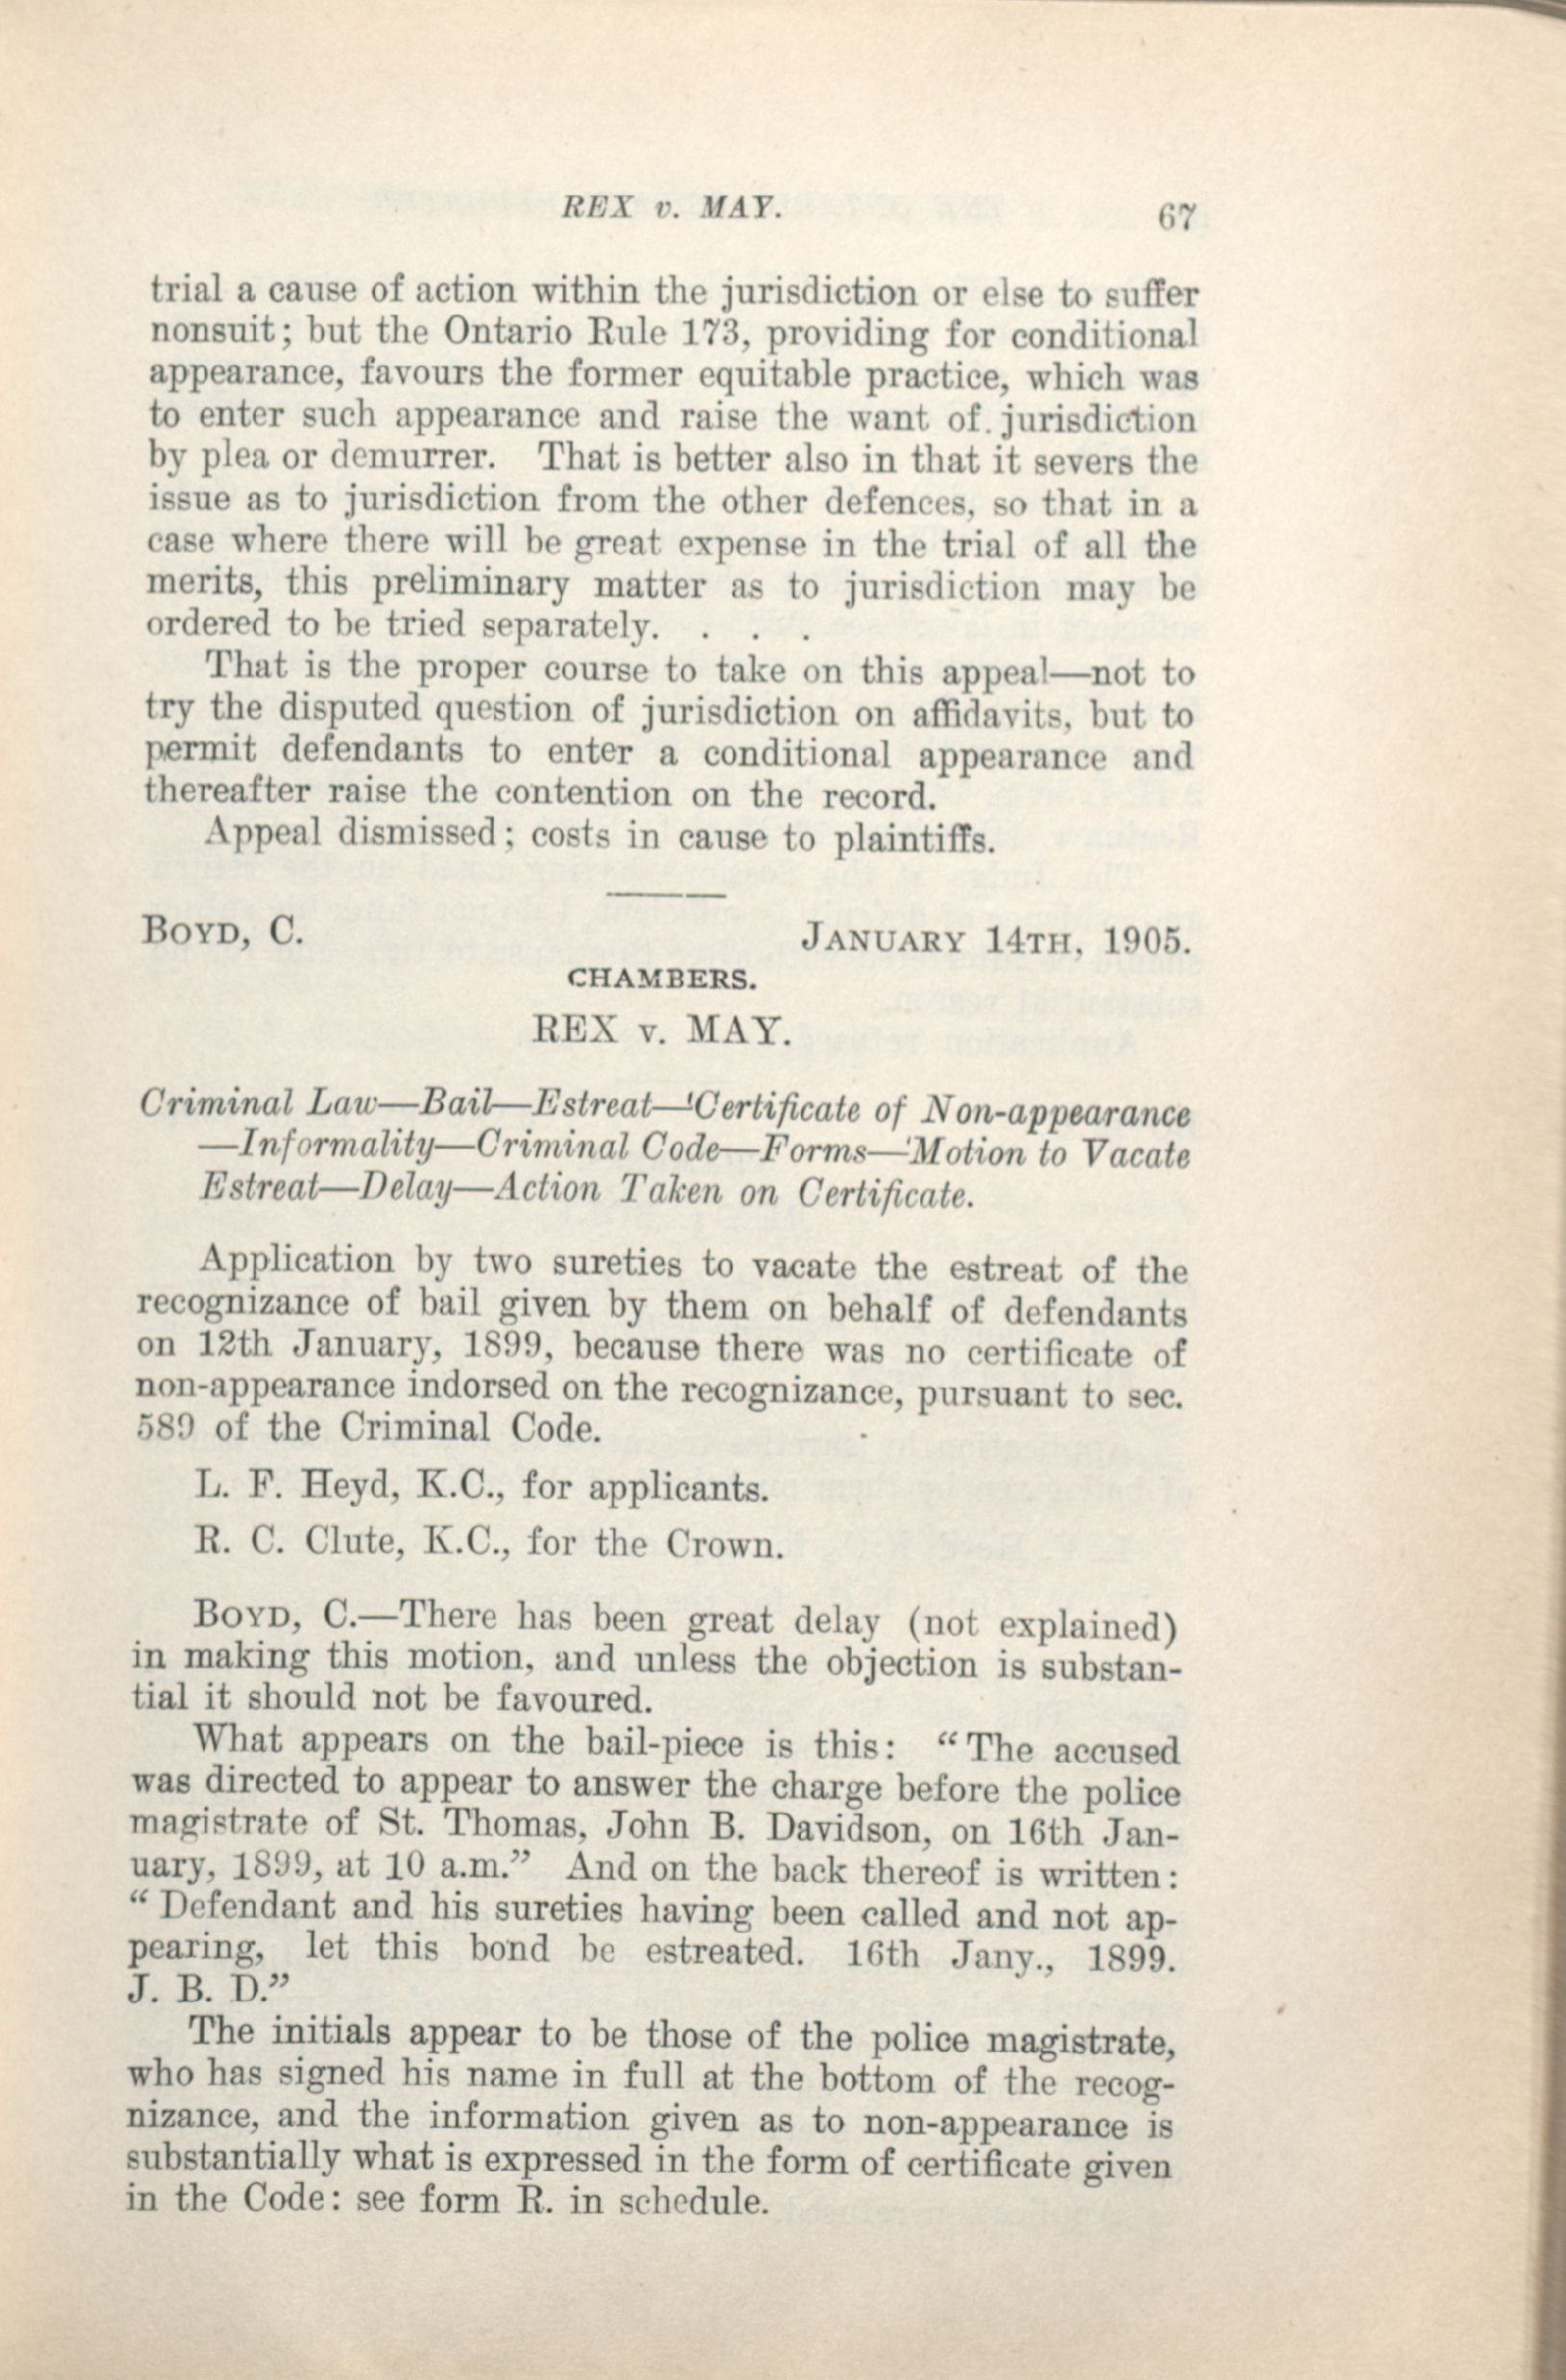 REX v. MAY. 67
trial a cause of action within the jurisdiction or else to suffer
nonsuit; but the Ontario Rule 173, providing for conditional
appearance, favours the former equitable practice, which was
to enter such appearance and raise the want of. jurisdiction
by plea or demurrer. That is better also in that it severs the
issue as to jurisdiction from the other defences, so that in a
case where there will be great expense in the trial of all the
merits, this preliminary matter as to jurisdiction may be
ordered to be tried separately. . . .
That is the proper course to take on this appeal—not to
try the disputed question of jurisdiction on affidavits, but to
permit defendants to enter a conditional appearance and
thereafter raise the contention on the record.
Appeal dismissed; costs in cause to plaintiffs.
BOYD, C. JANUARY 14TH, 1905.
CHAMBERS.
REX v. MAY.
Criminal Law—Bail—Estreat—'Certificate of Non-appearance
—Informality—Criminal Code—Forms—'Motion to Vacate
Estreat—Delay—Action Taken on Certificate.
Application by two sureties to vacate the estreat of the
recognizance of bail given by them on behalf of defendants
on 12th January, 1899, because there was no certificate of
non-appearance indorsed on the recognizance, pursuant to sec.
589 of the Criminal Code.
L. F. Heyd, K.C., for applicants.
R. C. Clute, K.C., for the Crown.
BOYD, C.—There has been great delay (not explained)
in making this motion, and unless the objection is substan-
tial it should not be favoured.
What appears on the bail-piece is this: “The accused
was directed to appear to answer the charge before the police
magistrate of St. Thomas, John B. Davidson, on 16th Jan-
uary, 1899, at 10 a.m.” And on the back thereof is written:
“Defendant and his sureties having been called and not ap-
pearing, let this bond be estreated. 16th Jany., 1899.
J. B. D.”
The initials appear to be those of the police magistrate,
who has signed his name in full at the bottom of the recog-
nizance, and the information given as to non-appearance is
substantially what is expressed in the form of certificate given
in the Code: see form R. in schedule.